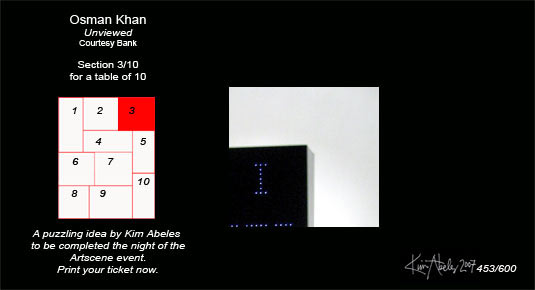 Osman Khan
Unviewed
Courtesy Bank
Section 3/10
for a table of 10
1 2 3
4 5
6 7
10
8 9
I
A puzzling idea by Kim Abeles
to be completed the night of the
Artscene event.
Print your ticket now.
Kim Abeles 2007 453/600